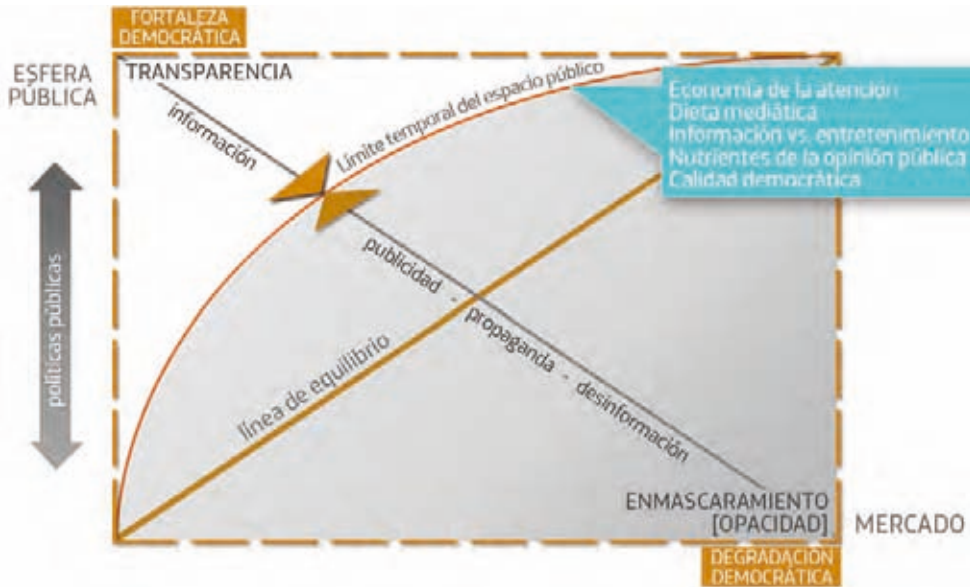 FORTALEZA
DEMOCRÁTICA
ESFERA
PÚBLICA
TRANSPARENCIA
información
Límite temporal del espacio público
Economía de la atención
Dieta mediática
Información vs. entretenimiento
Nutrientes de la opinión pública
Calidad democrática
políticas públicas
publicidad - propaganda - desinformación
línea de equilibrio
ENMASCARAMIENTO
[OPACIDAD]
MERCADO
DEGRADACIÓN
DEMOCRÁTICA